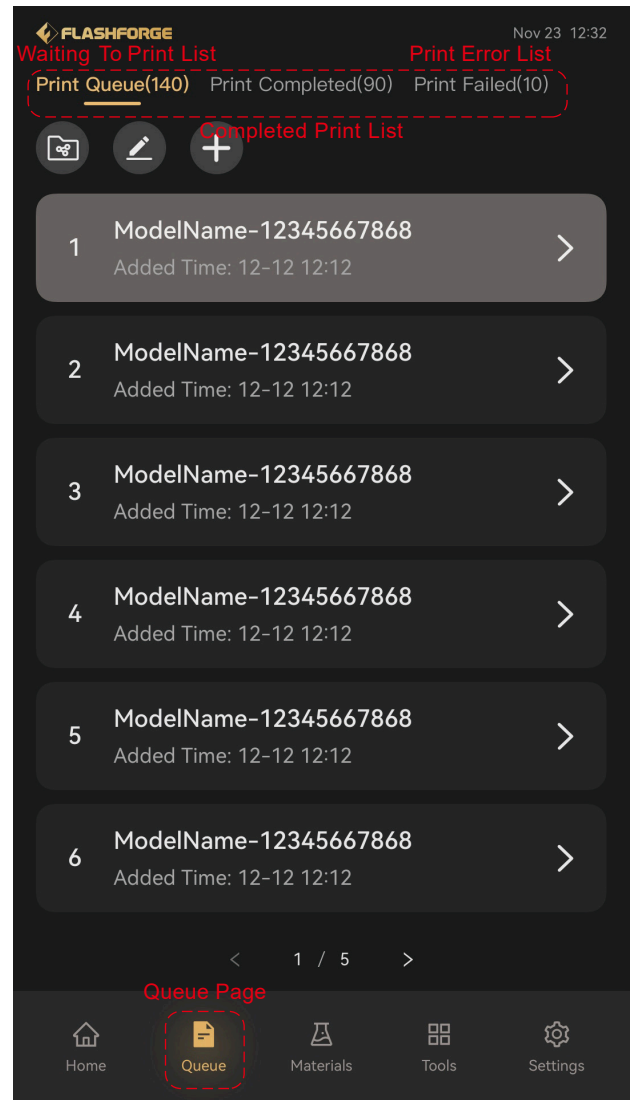 FLASHFORGE
Nov 23 12:32
Waiting To Print List
Print Error List
Print Queue(140)
Print Completed(90)
Print Failed(10)
Completed Print List
1
ModelName-12345667868
Added Time: 12-12 12:12
2
ModelName-12345667868
Added Time: 12-12 12:12
3
ModelName-12345667868
Added Time: 12-12 12:12
4
ModelName-12345667868
Added Time: 12-12 12:12
5
ModelName-12345667868
Added Time: 12-12 12:12
6
ModelName-12345667868
Added Time: 12-12 12:12
< 1 / 5 >
Queue Page
Home
Queue
Materials
Tools
Settings